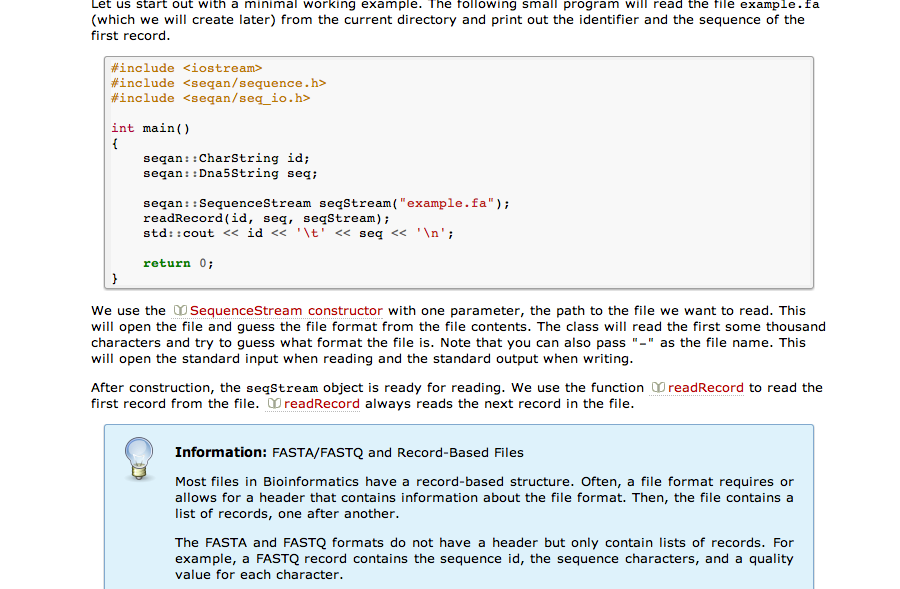 Let us start out with a minimal working example. The following small program will read the file example.fa
(which we will create later) from the current directory and print out the identifier and the sequence of the
first record.
#include <iostream>
#include <seqan/sequence.h>
#include <seqan/seq_io.h>
int main()
{
    seqan::CharString id;
    seqan::Dna5String seq;
    seqan::SequenceStream seqStream("example.fa");
    readRecord(id, seq, seqStream);
    std::cout << id << '\t' << seq << '\n';
    return 0;
}
We use the SequenceStream constructor with one parameter, the path to the file we want to read. This
will open the file and guess the file format from the file contents. The class will read the first some thousand
characters and try to guess what format the file is. Note that you can also pass "-" as the file name. This
will open the standard input when reading and the standard output when writing.
After construction, the seqStream object is ready for reading. We use the function readRecord to read the
first record from the file. readRecord always reads the next record in the file.
Information: FASTA/FASTQ and Record-Based Files
Most files in Bioinformatics have a record-based structure. Often, a file format requires or
allows for a header that contains information about the file format. Then, the file contains a
list of records, one after another.
The FASTA and FASTQ formats do not have a header but only contain lists of records. For
example, a FASTQ record contains the sequence id, the sequence characters, and a quality
value for each character.